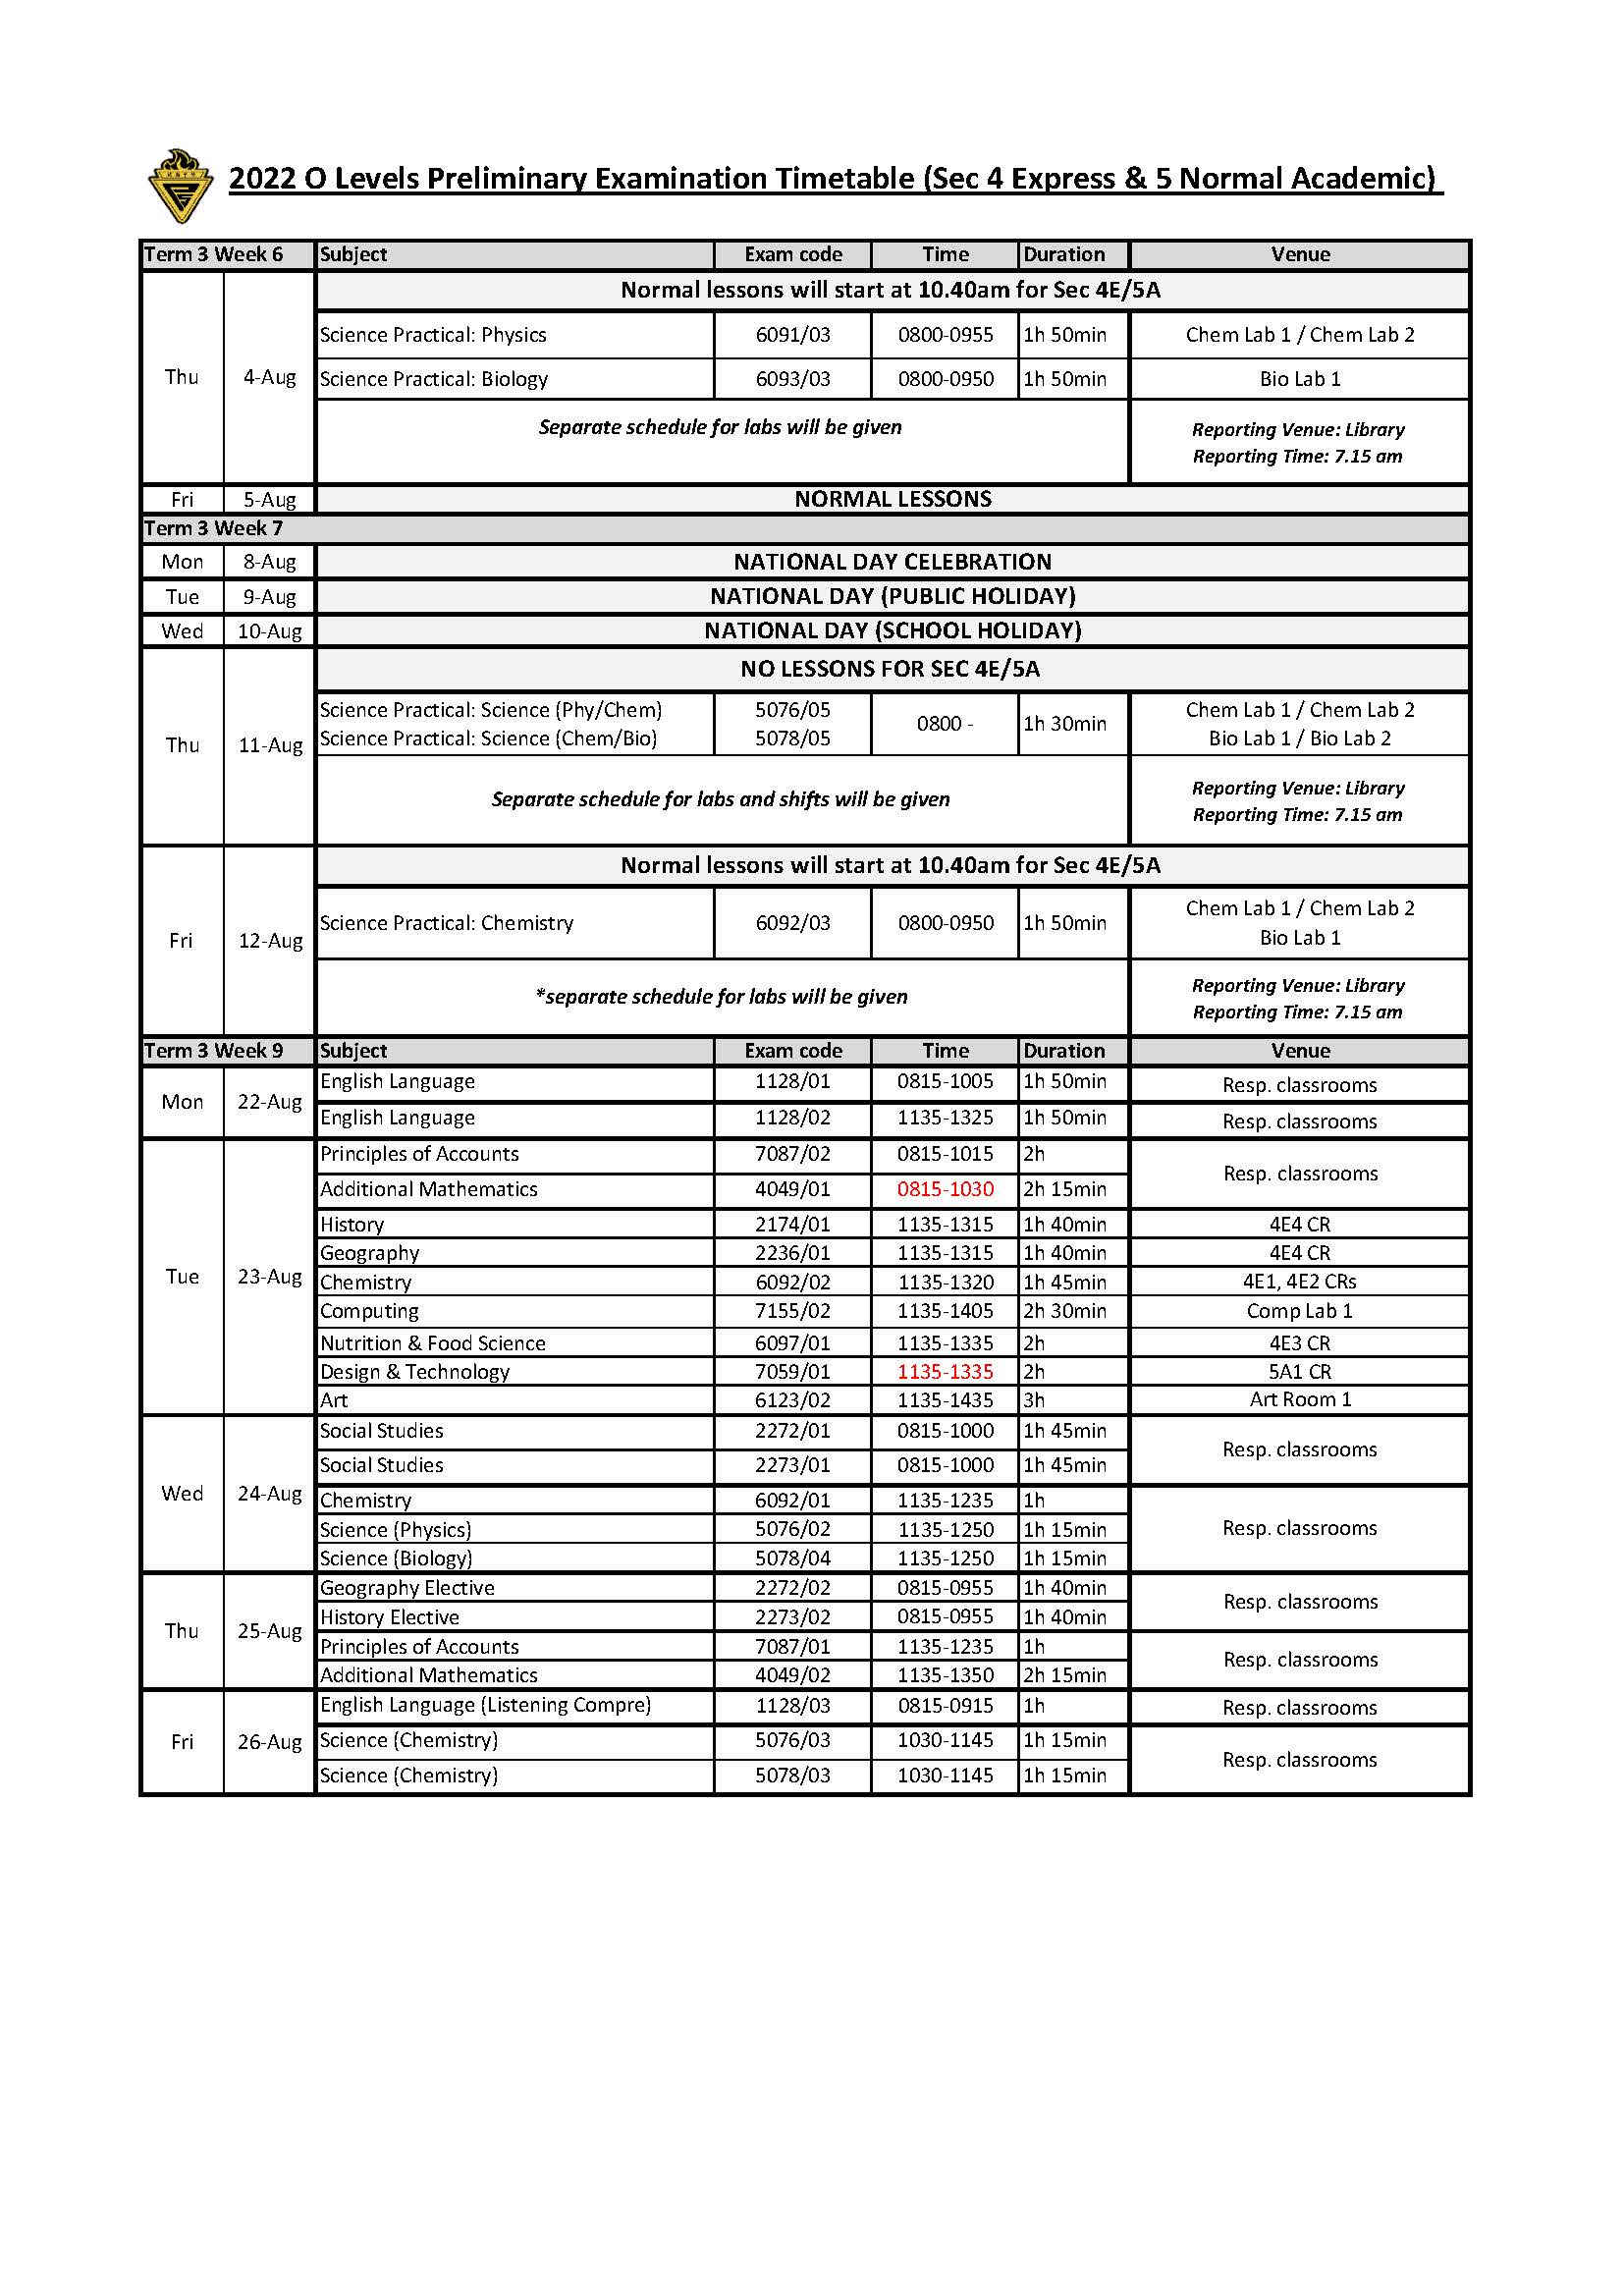 2022 O Levels Preliminary Examination Timetable (Sec 4 Express & 5 Normal Academic)
Term 3 Week 6 Subject Exam code Time Duration Venue
Normal lessons will start at 10.40am for Sec 4E/5A
Science Practical: Physics 6091/03 0800-0955 1h 50min Chem Lab 1 / Chem Lab 2
Thu 4-Aug Science Practical: Biology 6093/03 0800-0950 1h 50min Bio Lab 1
Separate schedule for labs will be given Reporting Venue: Library
Reporting Time: 7.15 am
Fri 5-Aug NORMAL LESSONS
Term 3 Week 7
Mon 8-Aug NATIONAL DAY CELEBRATION
Tue 9-Aug NATIONAL DAY (PUBLIC HOLIDAY)
Wed 10-Aug NATIONAL DAY (SCHOOL HOLIDAY)
NO LESSONS FOR SEC 4E/5A
Science Practical: Science (Phy/Chem) 5076/05 0800 - 1h 30min Chem Lab 1 / Chem Lab 2
Thu 11-Aug Science Practical: Science (Chem/Bio) 5078/05 Bio Lab 1 / Bio Lab 2
Separate schedule for labs and shifts will be given Reporting Venue: Library
Reporting Time: 7.15 am
Normal lessons will start at 10.40am for Sec 4E/5A
Fri 12-Aug Science Practical: Chemistry 6092/03 0800-0950 1h 50min Chem Lab 1 / Chem Lab 2
Bio Lab 1
*separate schedule for labs will be given Reporting Venue: Library
Reporting Time: 7.15 am
Term 3 Week 9 Subject Exam code Time Duration Venue
Mon 22-Aug English Language 1128/01 0815-1005 1h 50min Resp. classrooms
English Language 1128/02 1135-1325 1h 50min Resp. classrooms
Principles of Accounts 7087/02 0815-1015 2h Resp. classrooms
Additional Mathematics 4049/01 0815-1030 2h 15min
History 2174/01 1135-1315 1h 40min 4E4 CR
Geography 2236/01 1135-1315 1h 40min 4E4 CR
Tue 23-Aug Chemistry 6092/02 1135-1320 1h 45min 4E1, 4E2 CRs
Computing 7155/02 1135-1405 2h 30min Comp Lab 1
Nutrition & Food Science 6097/01 1135-1335 2h 4E3 CR
Design & Technology 7059/01 1135-1335 2h 5A1 CR
Art 6123/02 1135-1435 3h Art Room 1
Social Studies 2272/01 0815-1000 1h 45min Resp. classrooms
Social Studies 2273/01 0815-1000 1h 45min
Wed 24-Aug Chemistry 6092/01 1135-1235 1h
Science (Physics) 5076/02 1135-1250 1h 15min Resp. classrooms
Science (Biology) 5078/04 1135-1250 1h 15min
Geography Elective 2272/02 0815-0955 1h 40min Resp. classrooms
History Elective 2273/02 0815-0955 1h 40min
Thu 25-Aug Principles of Accounts 7087/01 1135-1235 1h Resp. classrooms
Additional Mathematics 4049/02 1135-1350 2h 15min
English Language (Listening Compre) 1128/03 0815-0915 1h Resp. classrooms
Fri 26-Aug Science (Chemistry) 5076/03 1030-1145 1h 15min Resp. classrooms
Science (Chemistry) 5078/03 1030-1145 1h 15min